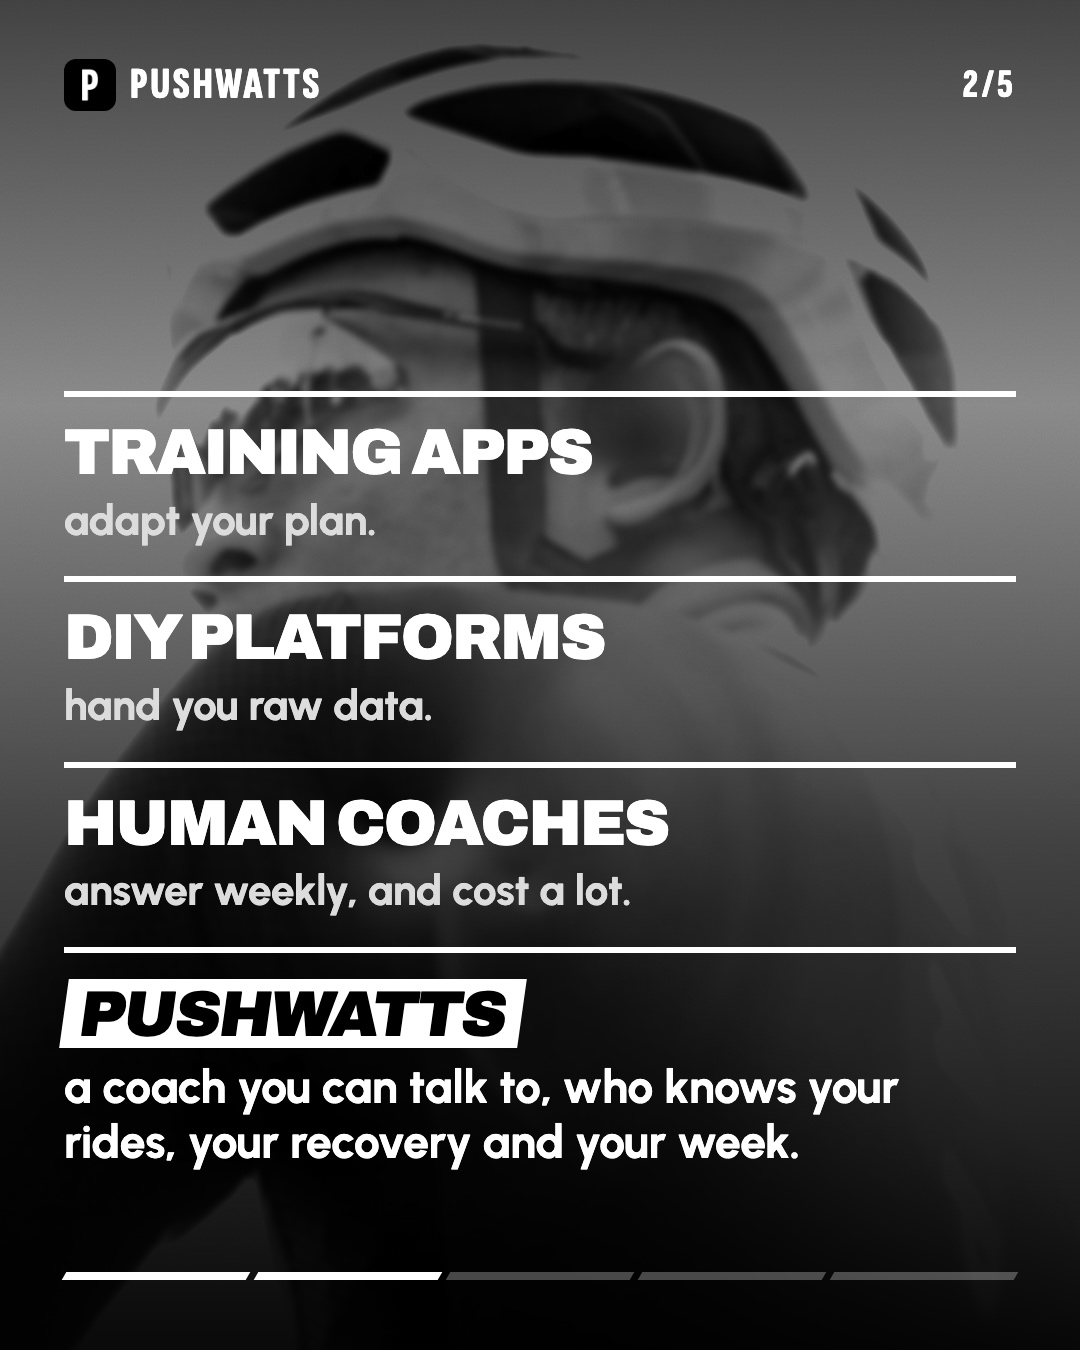 P PUSHWATTS
2/5
TRAINING APPS
adapt your plan.
DIY PLATFORMS
hand you raw data.
HUMAN COACHES
answer weekly, and cost a lot.
PUSHWATTS
a coach you can talk to, who knows your
rides, your recovery and your week.